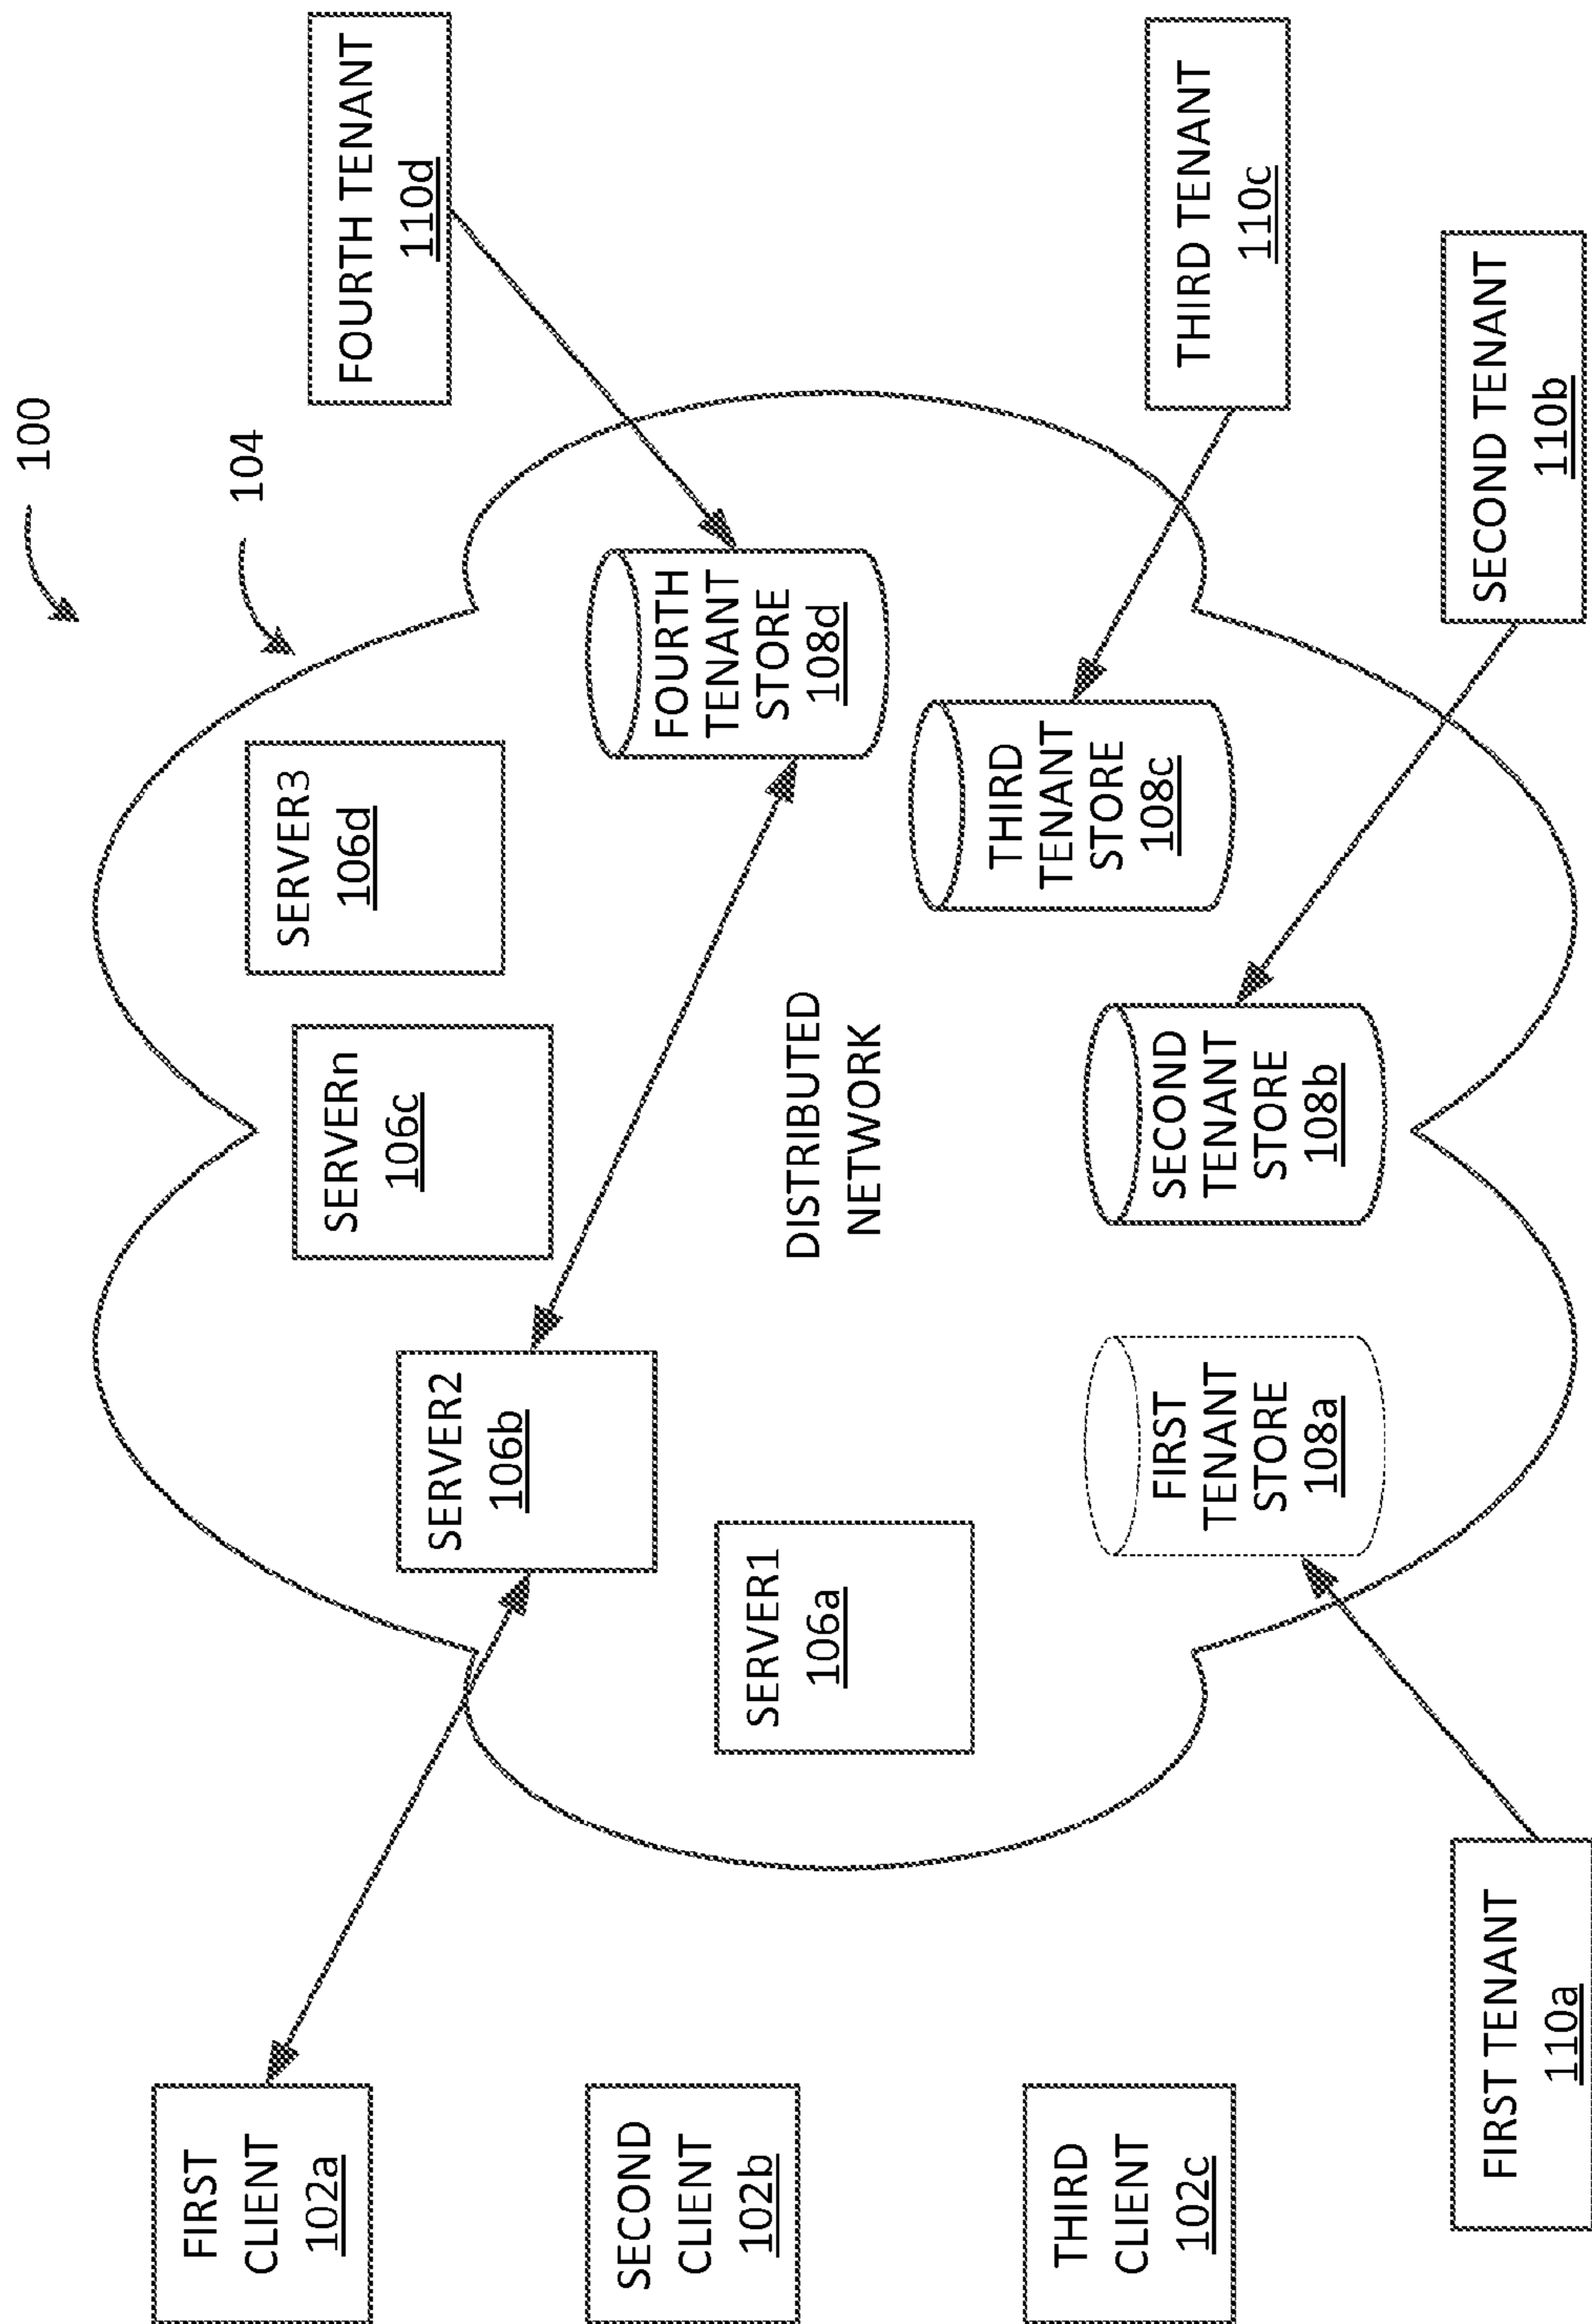 100
104
FIRST
CLIENT
102a
SECOND
CLIENT
102b
THIRD
CLIENT
102c
SERVER1
106a
SERVER2
106b
SERVERn
106c
SERVER3
106d
DISTRIBUTED
NETWORK
FIRST
TENANT
STORE
108a
SECOND
TENANT
STORE
108b
THIRD
TENANT
STORE
108c
FOURTH
TENANT
STORE
108d
FIRST TENANT
110a
SECOND TENANT
110b
THIRD TENANT
110c
FOURTH TENANT
110d